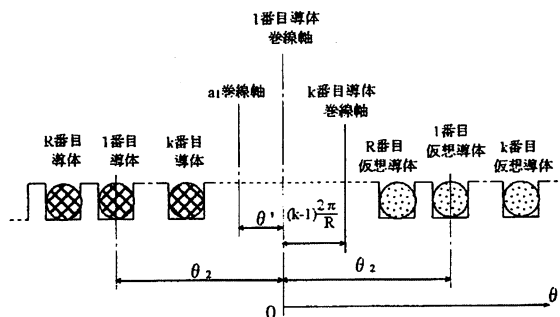 1番目導体
巻線軸
a1巻線軸
k番目導体
巻線軸
R番目
導体
1番目
導体
k番目
導体
R番目
仮想導体
1番目
仮想導体
k番目
仮想導体
θ'
(k-1)2π/R
θ2
θ2
0
θ